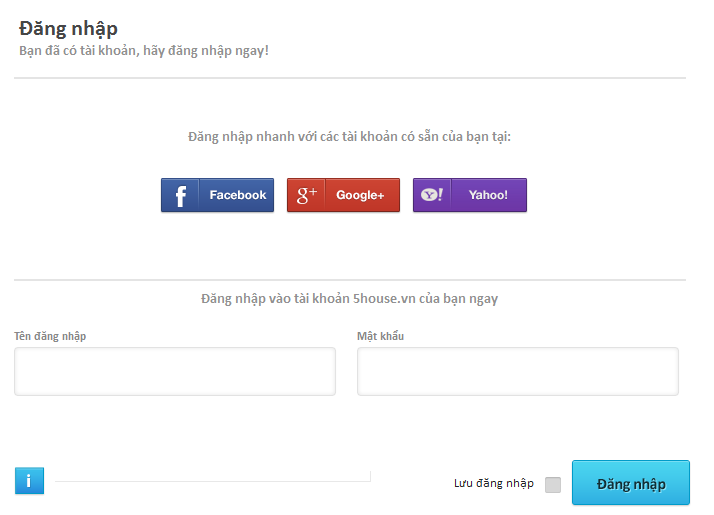 Đăng nhập
Bạn đã có tài khoản, hãy đăng nhập ngay!
Đăng nhập nhanh với các tài khoản có sẵn của bạn tại:
f Facebook
g+ Google+
Y! Yahoo!
Đăng nhập vào tài khoản 5house.vn của bạn ngay
Tên đăng nhập
Mật khẩu
i
Lưu đăng nhập
Đăng nhập